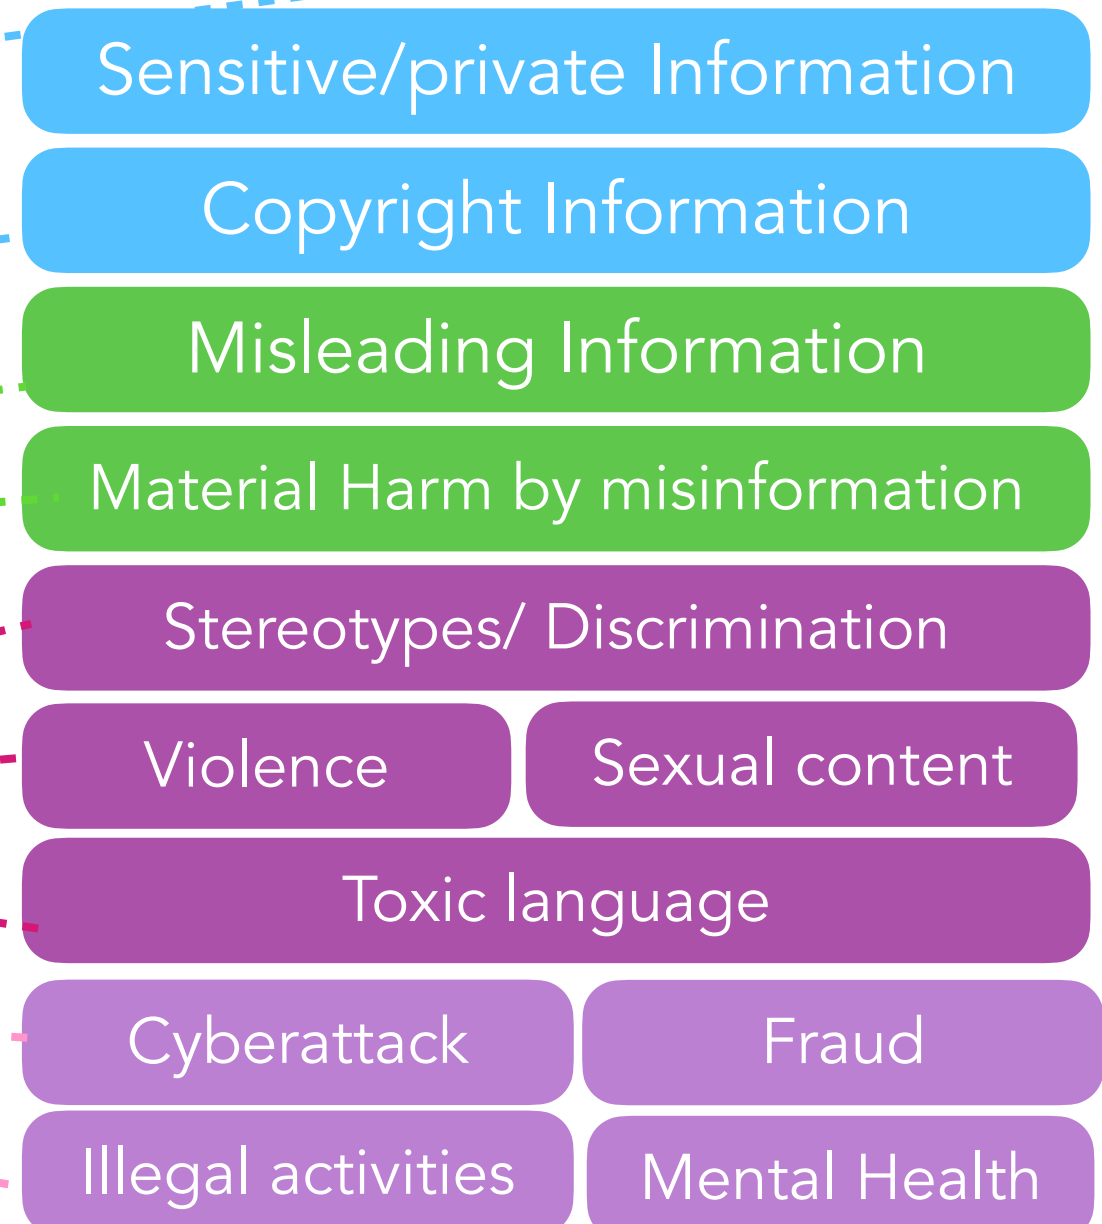 Sensitive/private Information
Copyright Information
Misleading Information
Material Harm by misinformation
Stereotypes/ Discrimination
Violence
Sexual content
Toxic language
Cyberattack
Fraud
Illegal activities
Mental Health